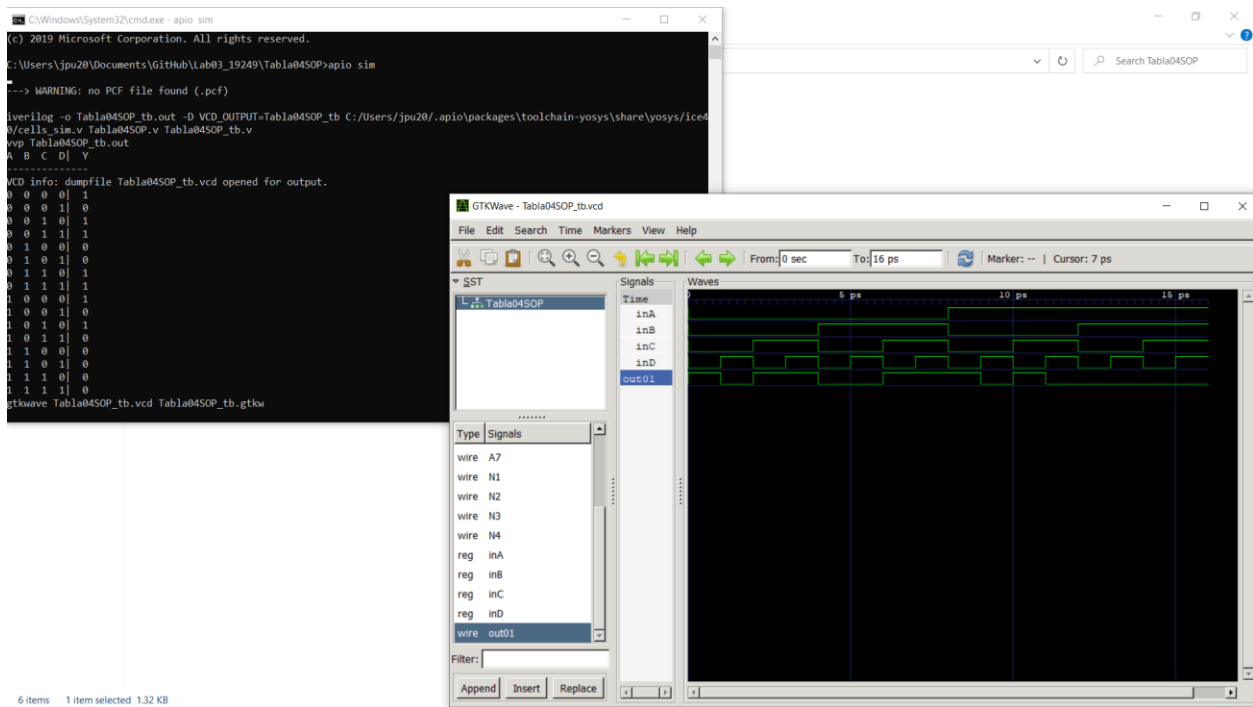 C:\Windows\System32\cmd.exe - apio sim
(c) 2019 Microsoft Corporation. All rights reserved.
C:\Users\jpu20\Documents\GitHub\Lab03_19249\Tabla04SOP>apio sim
---> WARNING: no PCF file found (.pcf)
iverilog -o Tabla04SOP_tb.out -D VCD_OUTPUT=Tabla04SOP_tb C:/Users/jpu20/.apio\packages\toolchain-yosys\share\yosys/ice4
0/cells_sim.v Tabla04SOP.v Tabla04SOP_tb.v
vvp Tabla04SOP_tb.out
A B C D| Y
--------------
VCD info: dumpfile Tabla04SOP_tb.vcd opened for output.
0 0 0 0| 1
0 0 0 1| 0
0 0 1 0| 1
0 0 1 1| 1
0 1 0 0| 0
0 1 0 1| 0
0 1 1 0| 1
0 1 1 1| 1
1 0 0 0| 1
1 0 0 1| 0
1 0 1 0| 1
1 0 1 1| 0
1 1 0 0| 0
1 1 0 1| 0
1 1 1 0| 0
1 1 1 1| 0
gtkwave Tabla04SOP_tb.vcd Tabla04SOP_tb.gtkw
Search Tabla04SOP
GTKWave - Tabla04SOP_tb.vcd
File Edit Search Time Markers View Help
From: 0 sec To: 16 ps Marker: -- | Cursor: 7 ps
SST
Tabla04SOP
Type Signals
wire A7
wire N1
wire N2
wire N3
wire N4
reg inA
reg inB
reg inC
reg inD
wire out01
Filter:
Append Insert Replace
Signals
Time
inA
inB
inC
inD
out01
Waves
5 ps 10 ps 15 ps
6 items 1 item selected 1.32 KB